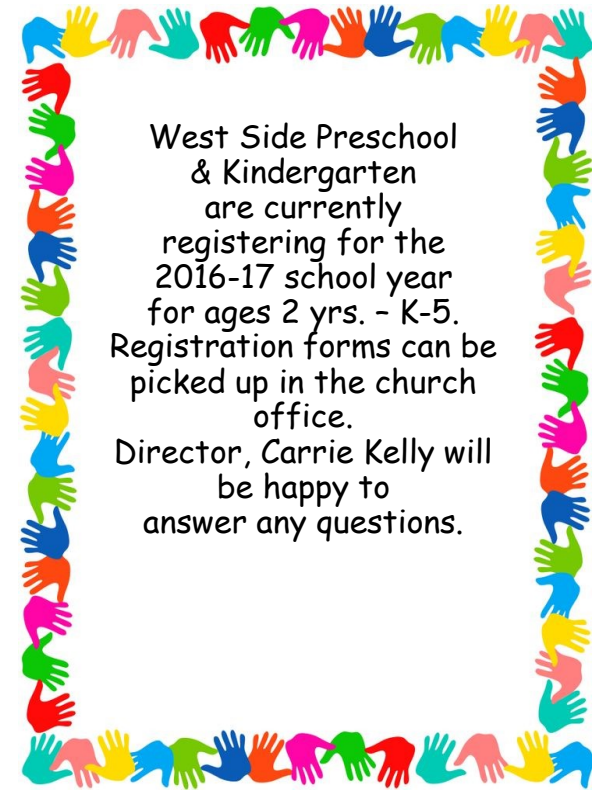 West Side Preschool
& Kindergarten
are currently
registering for the
2016-17 school year
for ages 2 yrs. – K-5.
Registration forms can be
picked up in the church
office.
Director, Carrie Kelly will
be happy to
answer any questions.